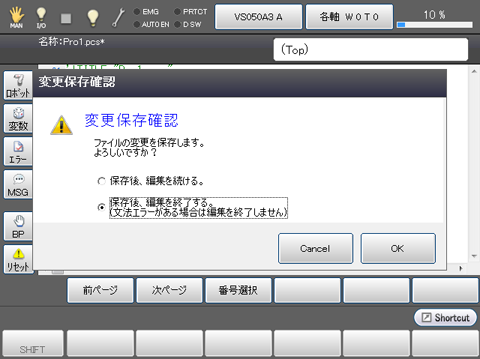 MAN
I/O
EMG
PRTCT
AUTO EN
D SW
VS050A3 A
各軸 W0T0
10 %
名称:Pro1.pcs*
(Top)
変更保存確認
変更保存確認
ファイルの変更を保存します。
よろしいですか?
保存後、編集を続ける。
保存後、編集を終了する。
(文法エラーがある場合は編集を終了しません)
Cancel
OK
ロボット
変数
エラー
MSG
BP
リセット
前ページ
次ページ
番号選択
Shortcut
SHIFT